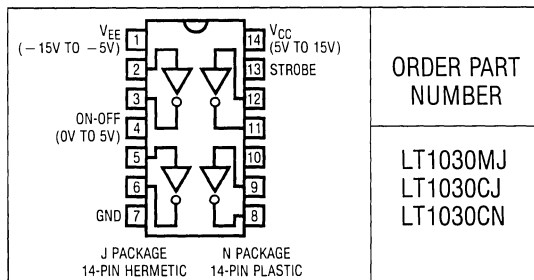 VEE
(−15V TO −5V)
1
2
3
ON-OFF
(0V TO 5V)
4
5
6
GND
7
VCC
(5V TO 15V)
14
13
STROBE
12
11
10
9
8
J PACKAGE
14-PIN HERMETIC
N PACKAGE
14-PIN PLASTIC
ORDER PART
NUMBER
LT1030MJ
LT1030CJ
LT1030CN